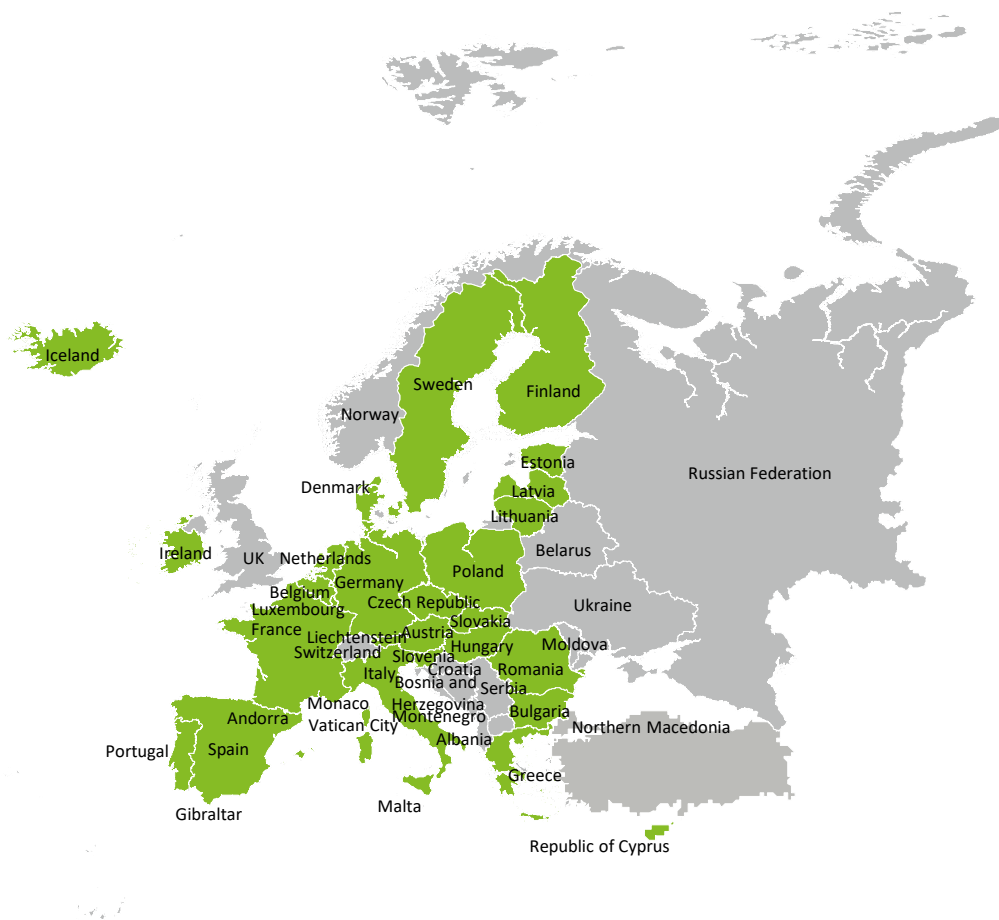 Iceland
Sweden
Finland
Norway
Estonia
Russian Federation
Denmark
Latvia
Lithuania
Ireland
UK
Netherlands
Belarus
Poland
Germany
Belgium
Czech Republic
Luxembourg
Ukraine
Slovakia
France
Austria
Liechtenstein
Switzerland
Hungary
Moldova
Slovenia
Croatia
Italy
Romania
Bosnia and
Herzegovina
Serbia
Monaco
Montenegro
Bulgaria
Andorra
Vatican City
Northern Macedonia
Albania
Portugal
Spain
Greece
Malta
Gibraltar
Republic of Cyprus